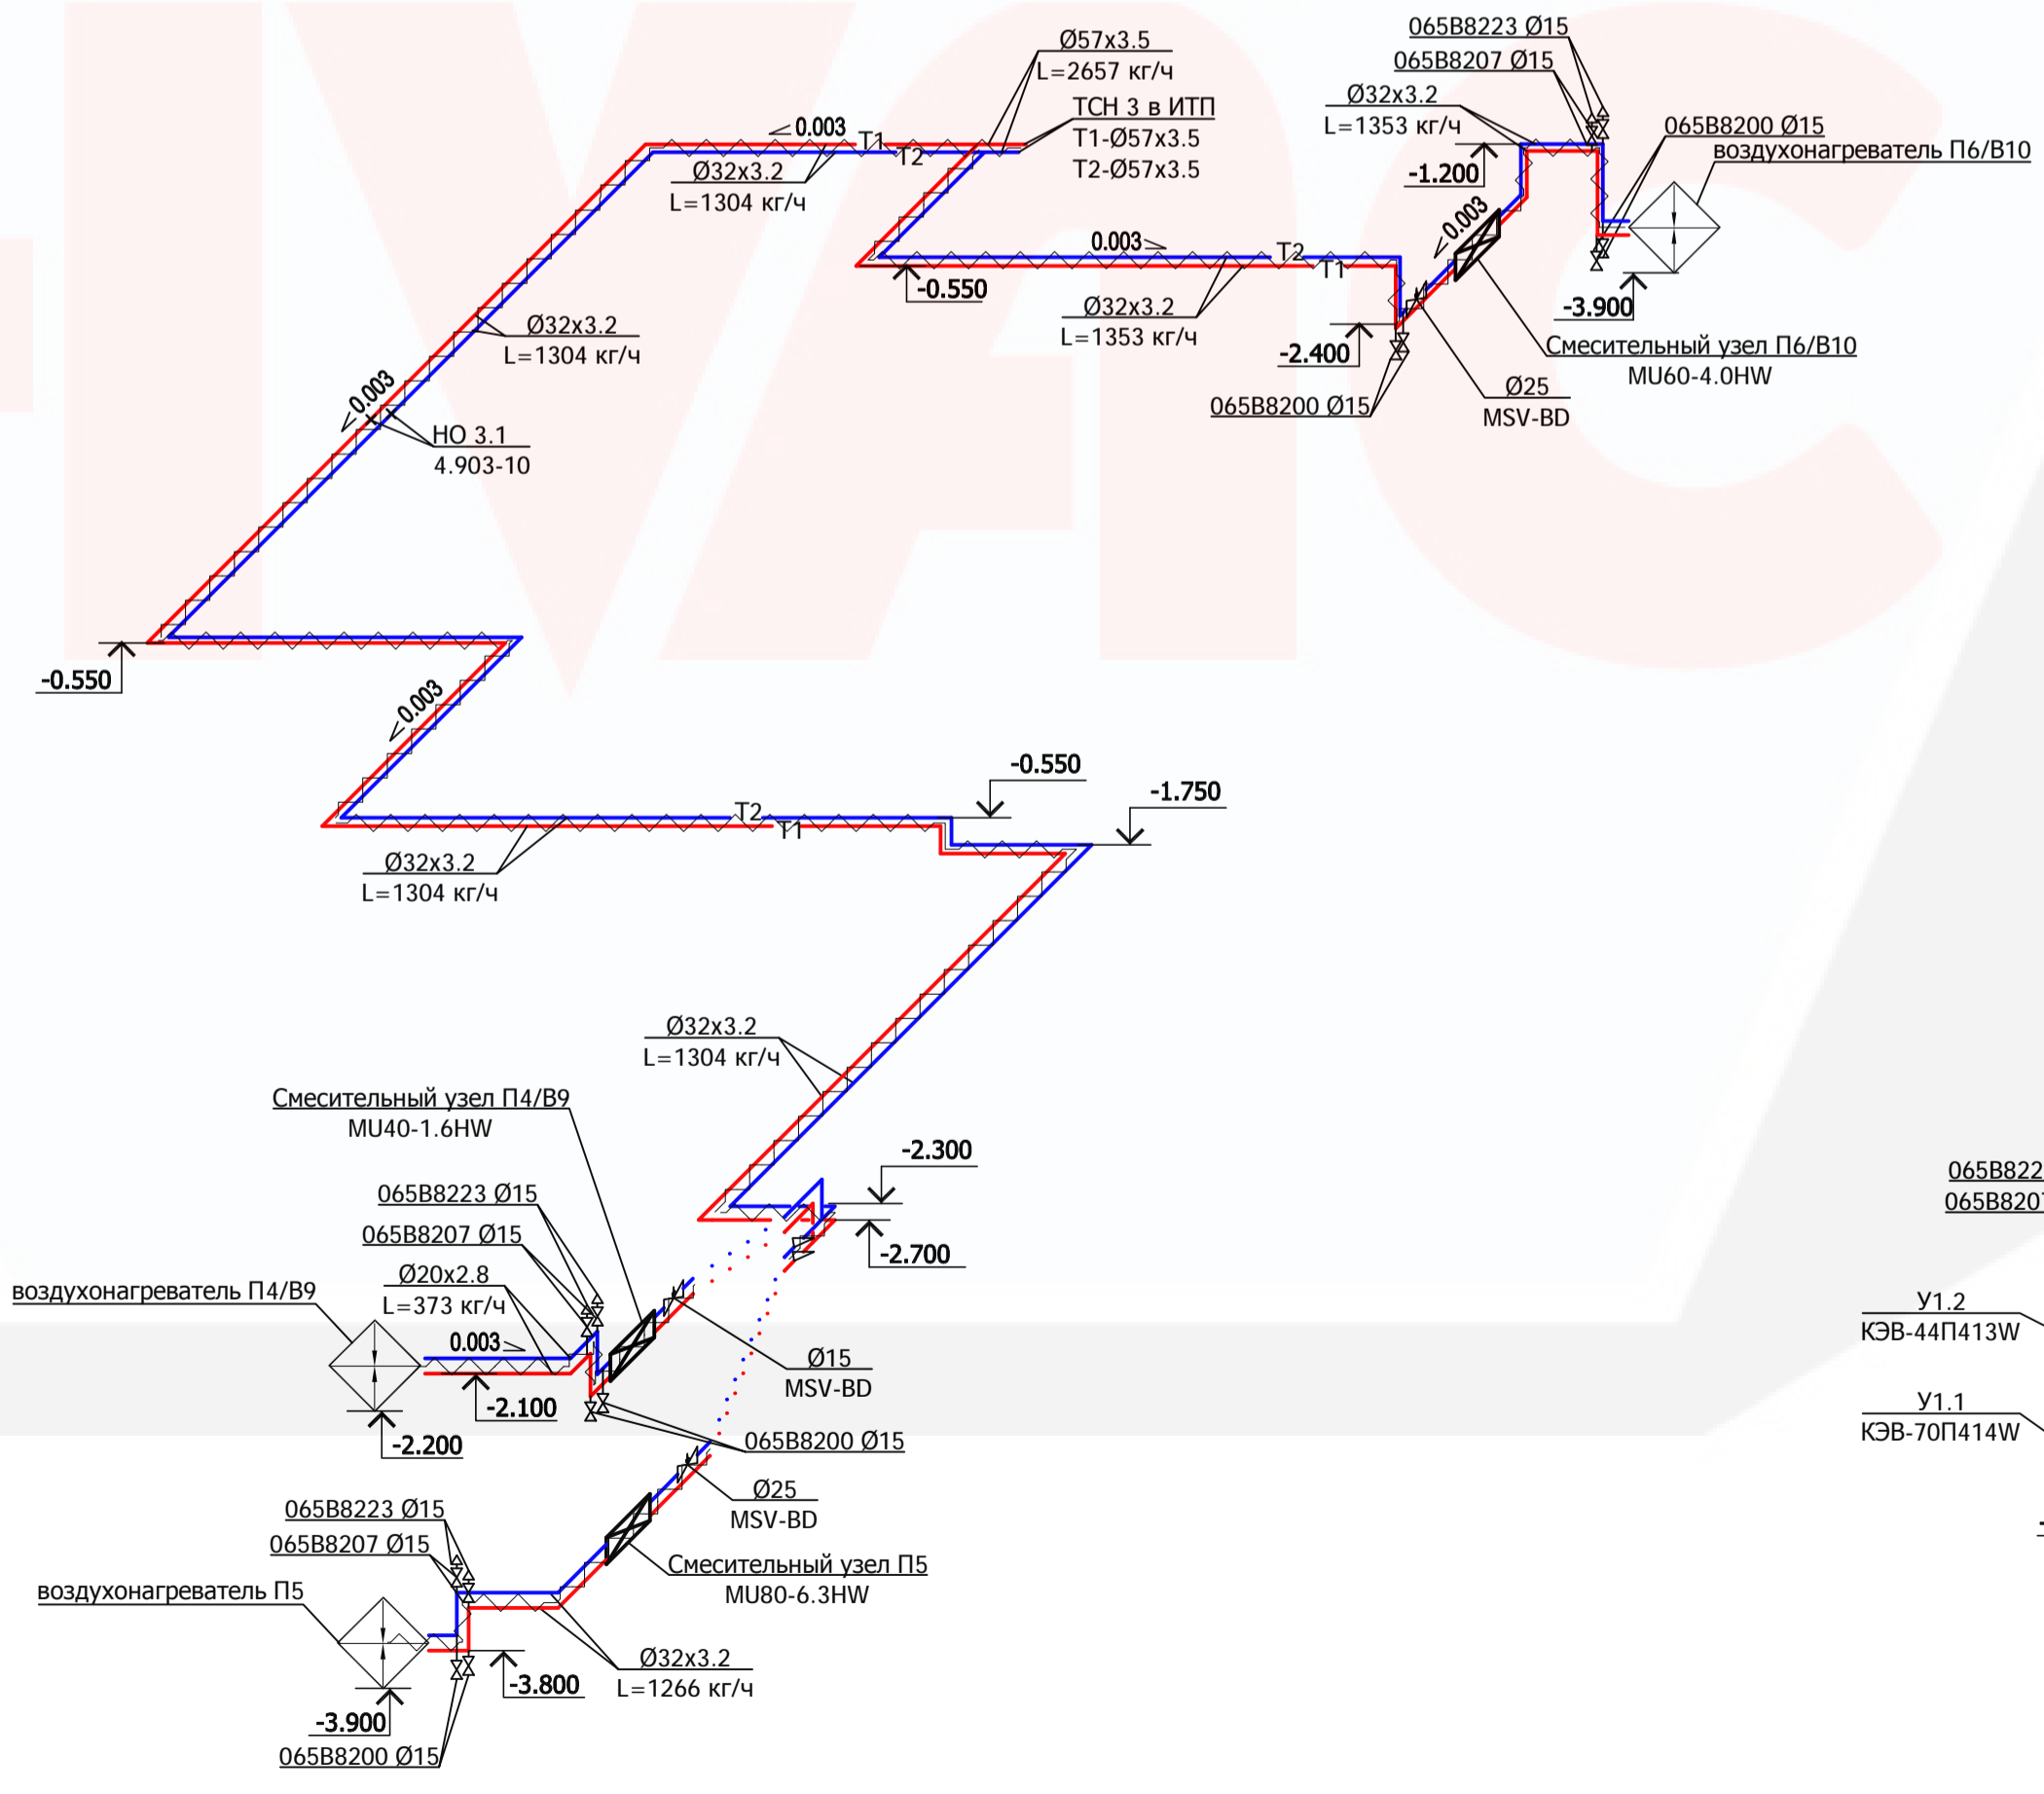 Ø57x3.5
L=2657 кг/ч
ТСН 3 в ИТП
Т1-Ø57x3.5
Т2-Ø57x3.5
0.003
Т1
Т2
Ø32x3.2
L=1304 кг/ч
065B8223 Ø15
065B8207 Ø15
Ø32x3.2
L=1353 кг/ч
065B8200 Ø15
воздухонагреватель П6/В10
-1.200
0.003
0.003
Т2
Т1
-0.550
Ø32x3.2
L=1353 кг/ч
-3.900
-2.400
Смесительный узел П6/В10
MU60-4.0HW
065B8200 Ø15
Ø25
MSV-BD
Ø32x3.2
L=1304 кг/ч
0.003
НО 3.1
4.903-10
-0.550
0.003
-0.550
-1.750
Т2
Т1
Ø32x3.2
L=1304 кг/ч
Ø32x3.2
L=1304 кг/ч
Смесительный узел П4/В9
MU40-1.6HW
-2.300
-2.700
065B8223 Ø15
065B8207 Ø15
Ø20x2.8
L=373 кг/ч
воздухонагреватель П4/В9
0.003
-2.100
-2.200
Ø15
MSV-BD
065B8200 Ø15
Ø25
MSV-BD
065B8223 Ø15
065B8207 Ø15
Смесительный узел П5
MU80-6.3HW
воздухонагреватель П5
Ø32x3.2
L=1266 кг/ч
-3.800
-3.900
065B8200 Ø15
065B822
065B820
У1.2
КЭВ-44П413W
У1.1
КЭВ-70П414W
HVAC